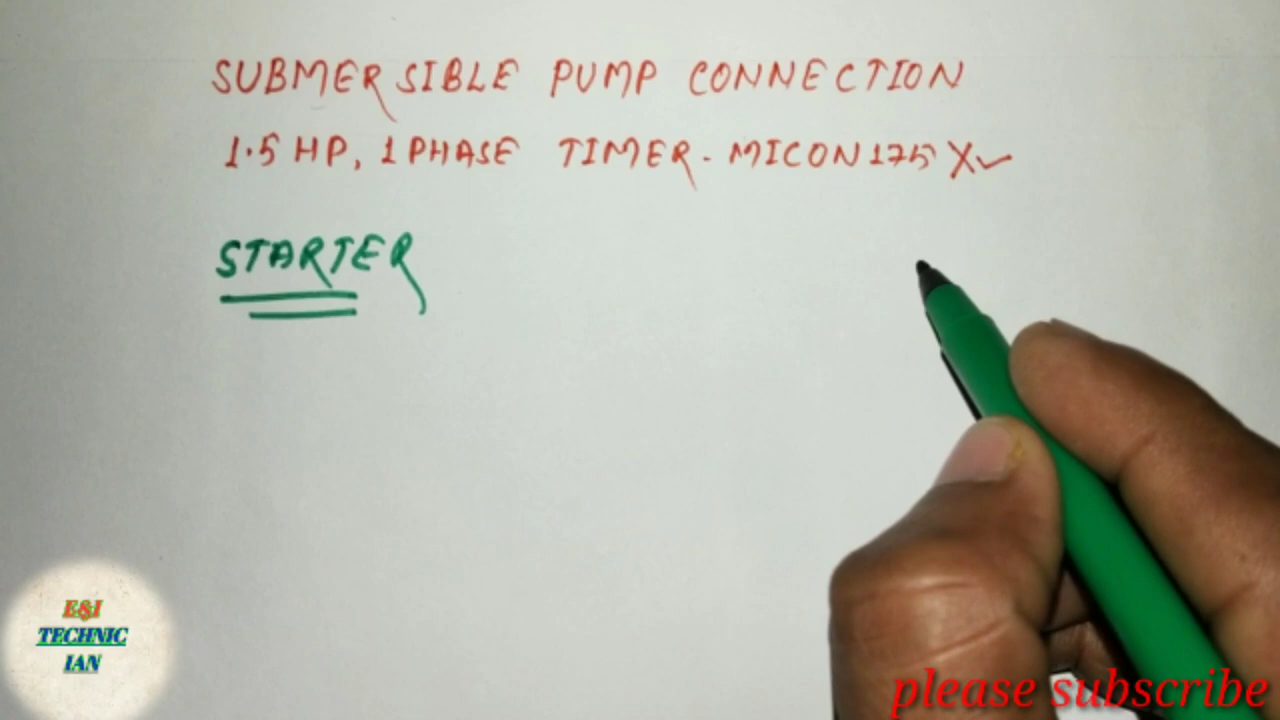 SUBMERSIBLE PUMP CONNECTION
1.5 HP, 1 PHASE TIMER - MICON 175 X✓
STARTER
E&I
TECHNIC
IAN
please subscribe